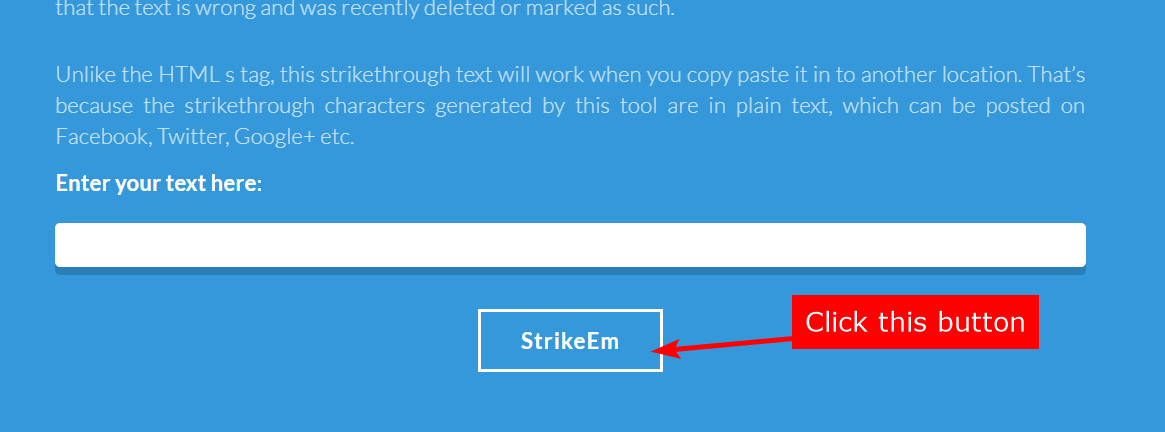 that the text is wrong and was recently deleted or marked as such.
Unlike the HTML s tag, this strikethrough text will work when you copy paste it in to another location. That's
because the strikethrough characters generated by this tool are in plain text, which can be posted on
Facebook, Twitter, Google+ etc.
Enter your text here:
StrikeEm
Click this button